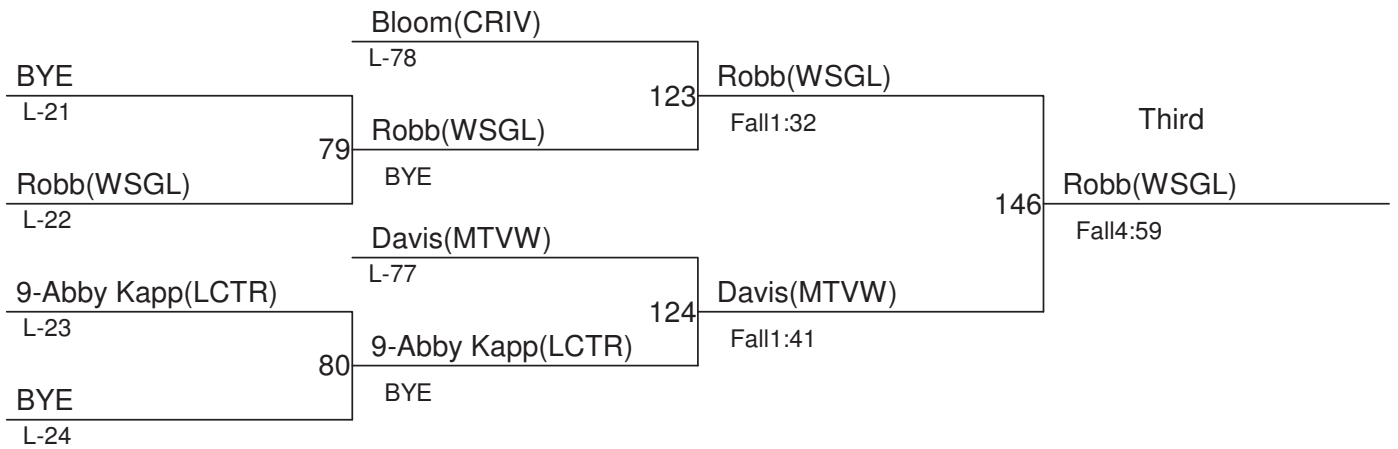 Bloom(CRIV)
L-78
BYE
L-21
123
Robb(WSGL)
Fall1:32
Third
79
Robb(WSGL)
BYE
Robb(WSGL)
L-22
146
Robb(WSGL)
Fall4:59
Davis(MTVW)
L-77
9-Abby Kapp(LCTR)
L-23
124
Davis(MTVW)
Fall1:41
80
9-Abby Kapp(LCTR)
BYE
BYE
L-24